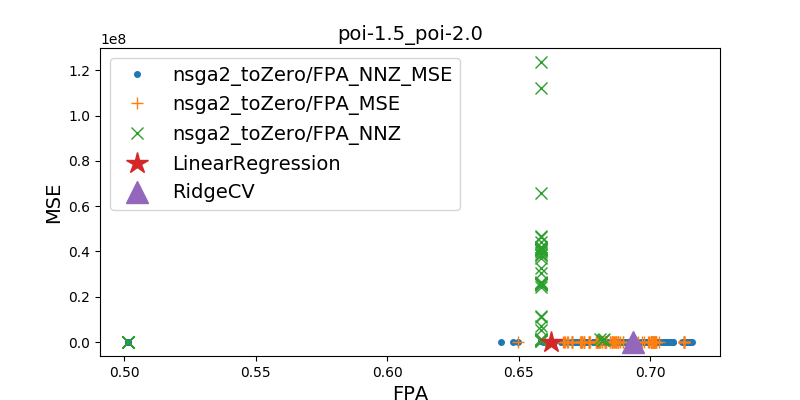 poi-1.5_poi-2.0
1e8
nsga2_toZero/FPA_NNZ_MSE
nsga2_toZero/FPA_MSE
nsga2_toZero/FPA_NNZ
LinearRegression
RidgeCV
MSE
1.2
1.0
0.8
0.6
0.4
0.2
0.0
0.50 0.55 0.60 0.65 0.70
FPA